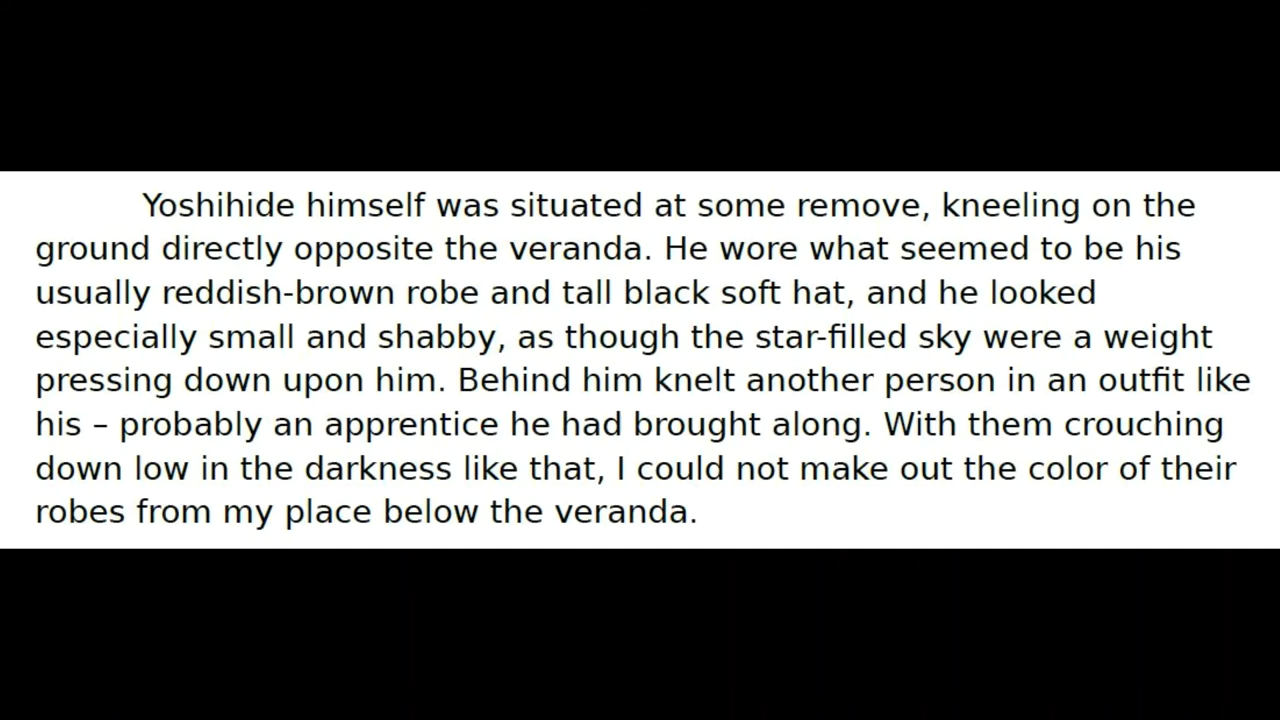 Yoshihide himself was situated at some remove, kneeling on the
ground directly opposite the veranda. He wore what seemed to be his
usually reddish-brown robe and tall black soft hat, and he looked
especially small and shabby, as though the star-filled sky were a weight
pressing down upon him. Behind him knelt another person in an outfit like
his – probably an apprentice he had brought along. With them crouching
down low in the darkness like that, I could not make out the color of their
robes from my place below the veranda.